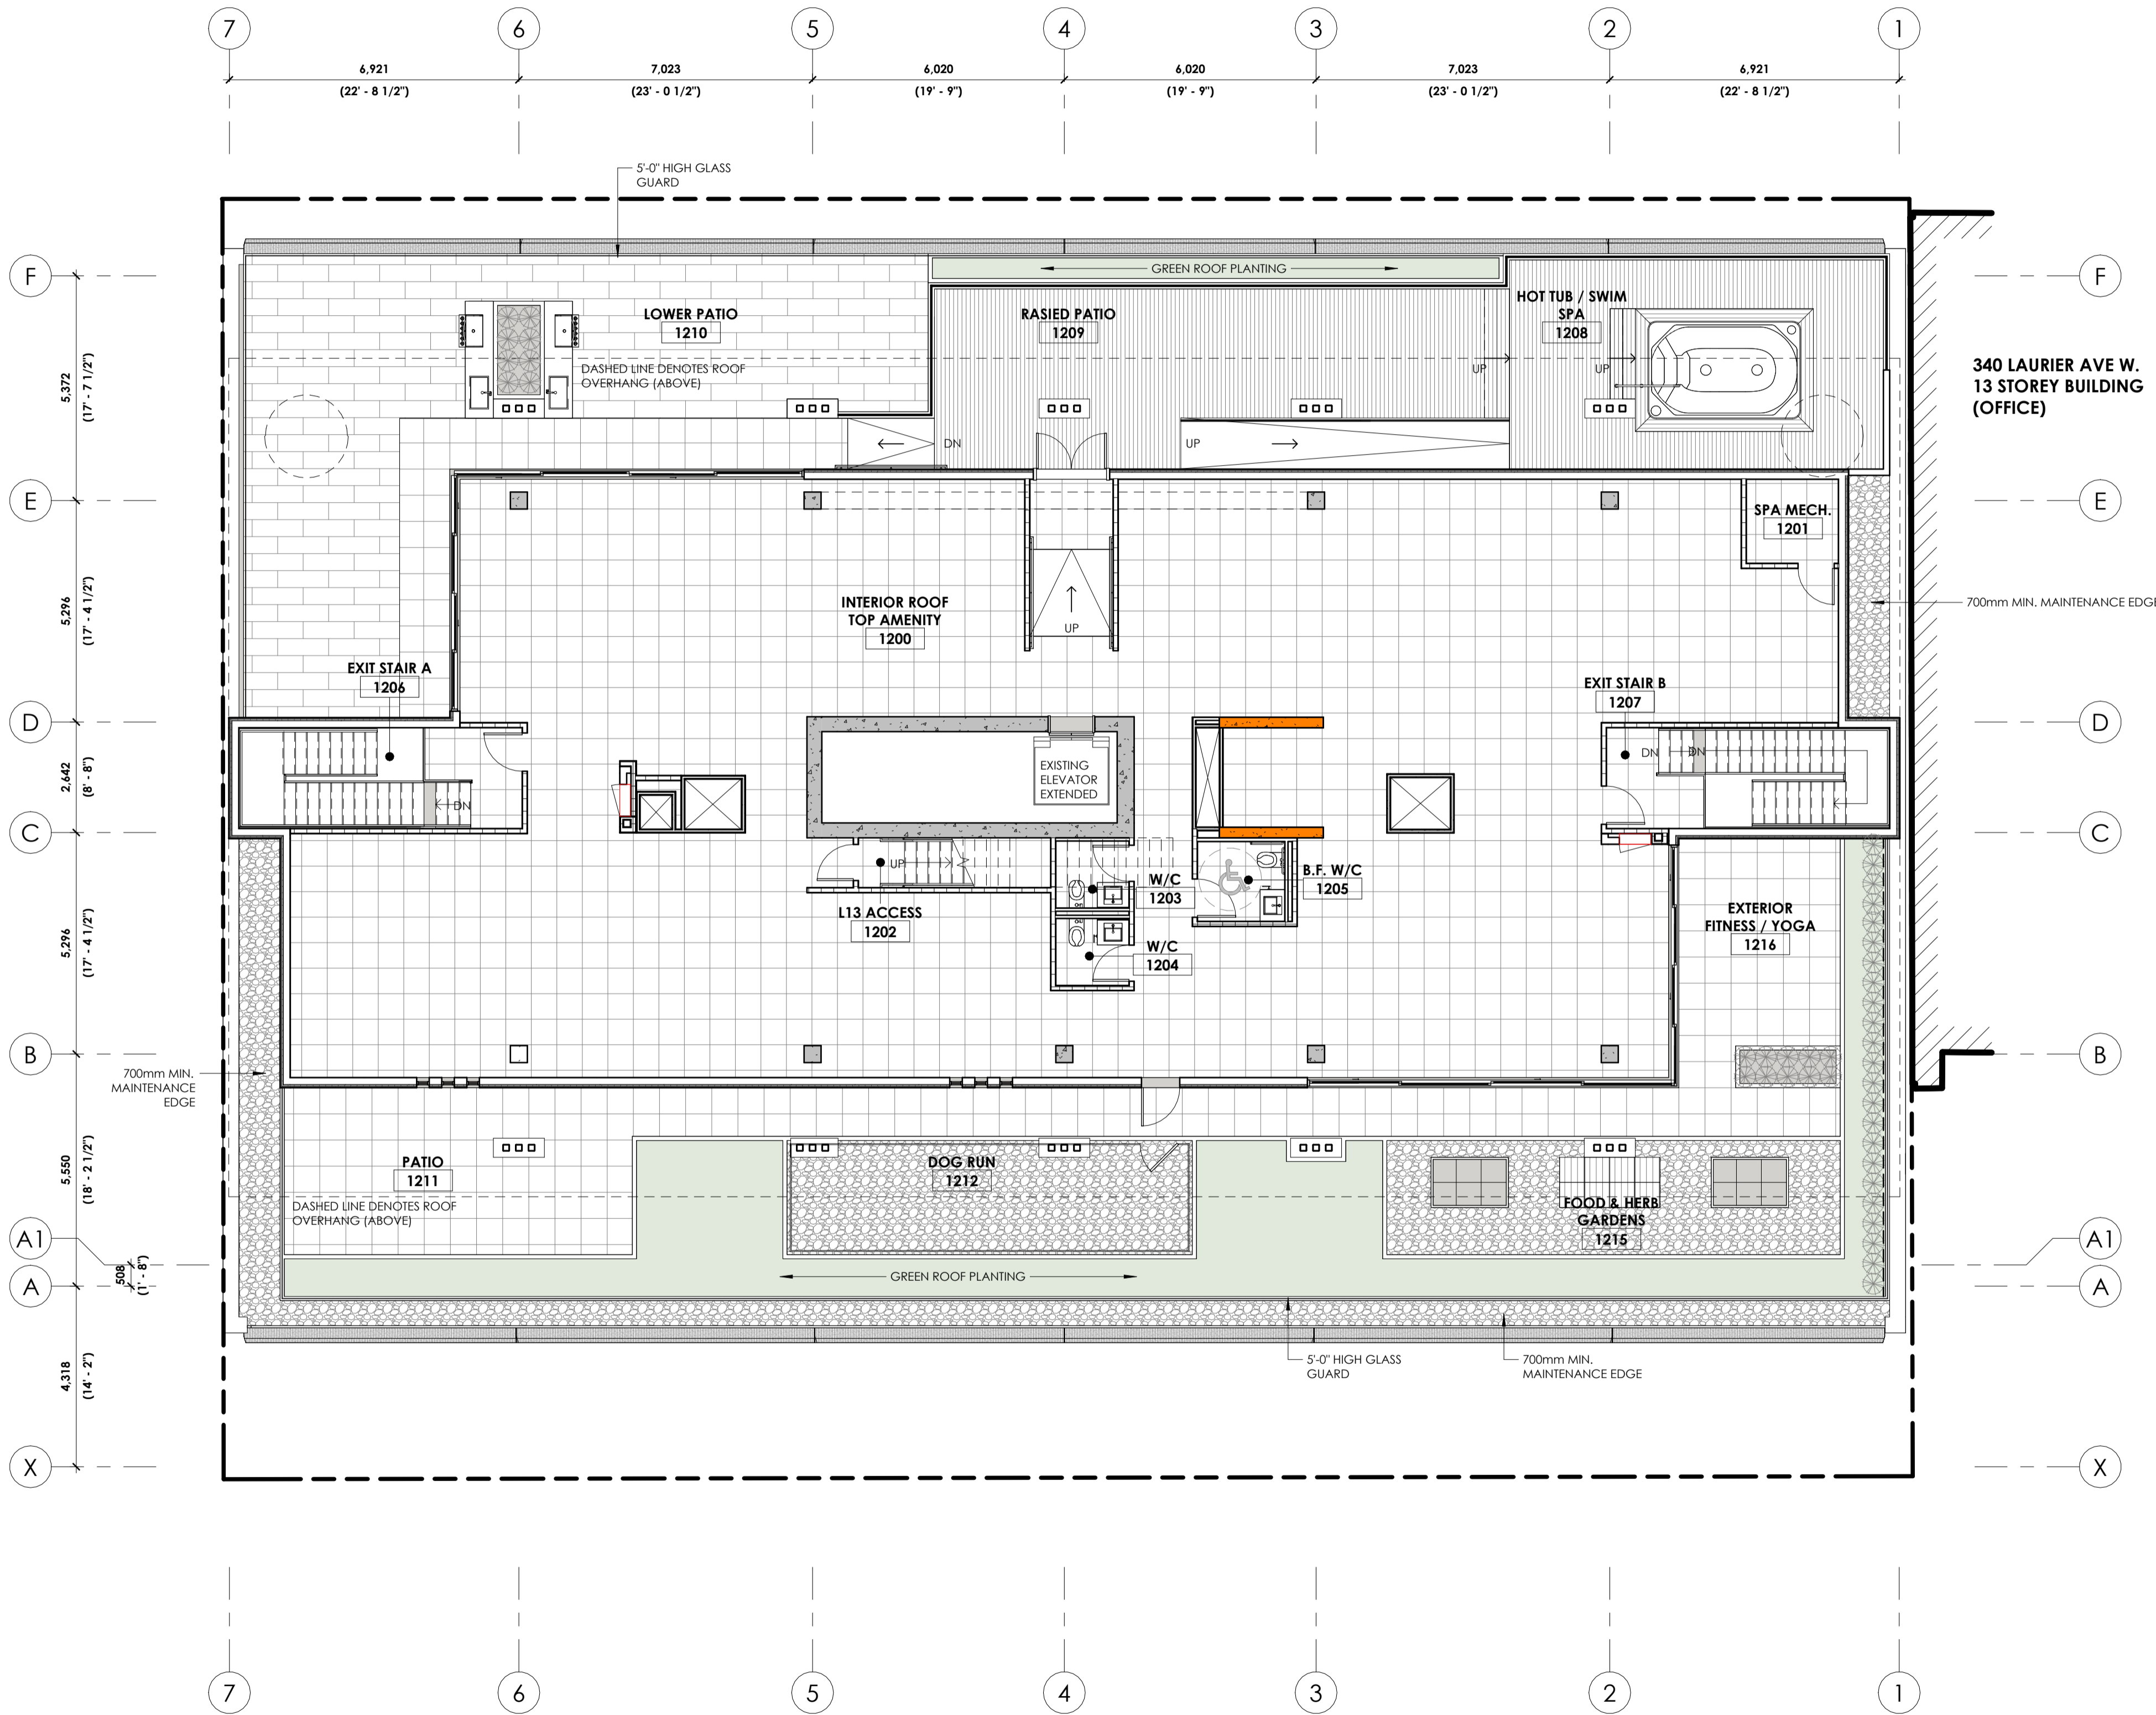 7 6 5 4 3 2 1
6,921 7,023 6,020 6,020 7,023 6,921
(22' - 8 1/2") (23' - 0 1/2") (19' - 9") (19' - 9") (23' - 0 1/2") (22' - 8 1/2")
5'-0" HIGH GLASS
GUARD
F
GREEN ROOF PLANTING
F
LOWER PATIO
1210
RASIED PATIO
1209
HOT TUB / SWIM
SPA
1208
DASHED LINE DENOTES ROOF
OVERHANG (ABOVE)
UP
UP
340 LAURIER AVE W.
13 STOREY BUILDING
(OFFICE)
5,372
(17' - 7 1/2")
DN
UP
E
E
SPA MECH.
1201
5,296
(17' - 4 1/2")
INTERIOR ROOF
TOP AMENITY
1200
UP
700mm MIN. MAINTENANCE EDGE
EXIT STAIR A
1206
EXIT STAIR B
1207
D
D
2,642
(8' - 8")
DN
EXISTING
ELEVATOR
EXTENDED
DN
DN
C
C
UP
L13 ACCESS
1202
W/C
1203
B.F. W/C
1205
W/C
1204
EXTERIOR
FITNESS / YOGA
1216
5,296
(17' - 4 1/2")
B
B
700mm MIN.
MAINTENANCE
EDGE
5,550
(18' - 2 1/2")
PATIO
1211
DASHED LINE DENOTES ROOF
OVERHANG (ABOVE)
DOG RUN
1212
FOOD & HERB
GARDENS
1215
A1
A1
508
(1' - 8")
GREEN ROOF PLANTING
A
A
5'-0" HIGH GLASS
GUARD
700mm MIN.
MAINTENANCE EDGE
4,318
(14' - 2")
X
X
7 6 5 4 3 2 1